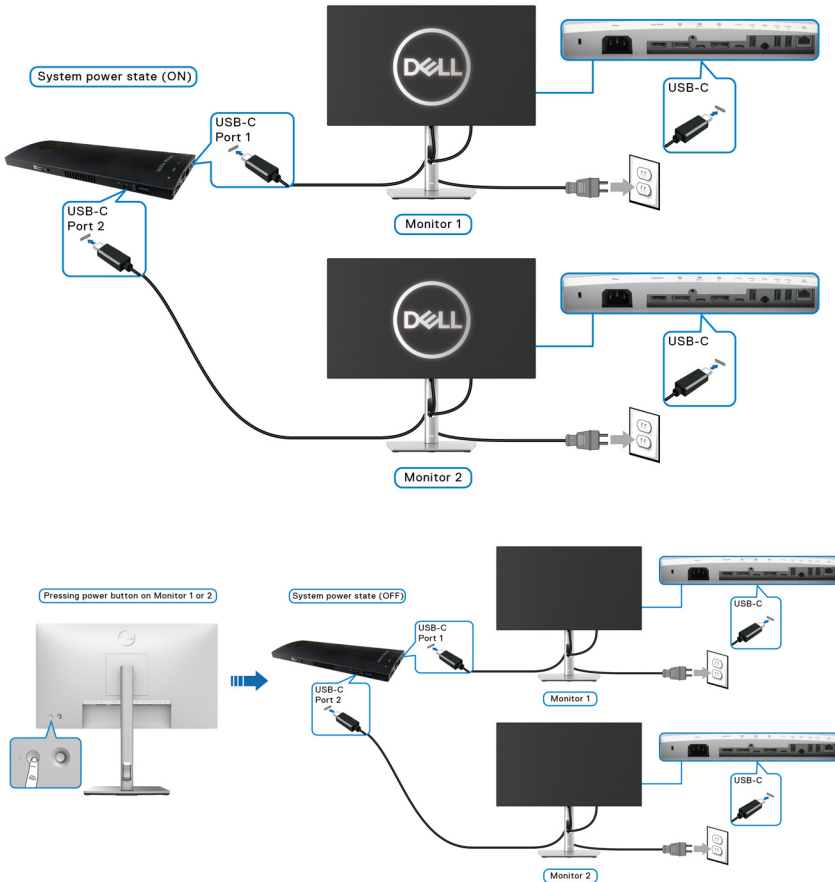 System power state (ON)
USB-C
Port 1
DELL
USB-C
Monitor 1
USB-C
Port 2
DELL
USB-C
Monitor 2
Pressing power button on Monitor 1 or 2
System power state (OFF)
USB-C
Port 1
USB-C
Monitor 1
USB-C
Port 2
USB-C
Monitor 2